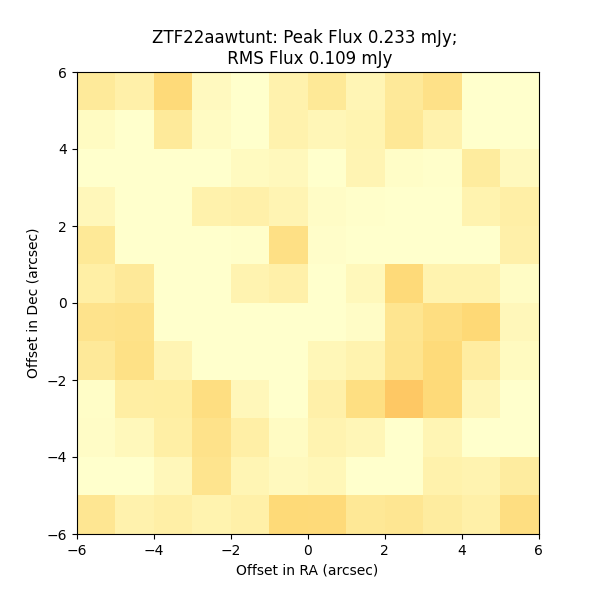 ZTF22aawtunt: Peak Flux 0.233 mJy;
RMS Flux 0.109 mJy
6
4
2
0
−2
−4
−6
Offset in Dec (arcsec)
−6 −4 −2 0 2 4 6
Offset in RA (arcsec)